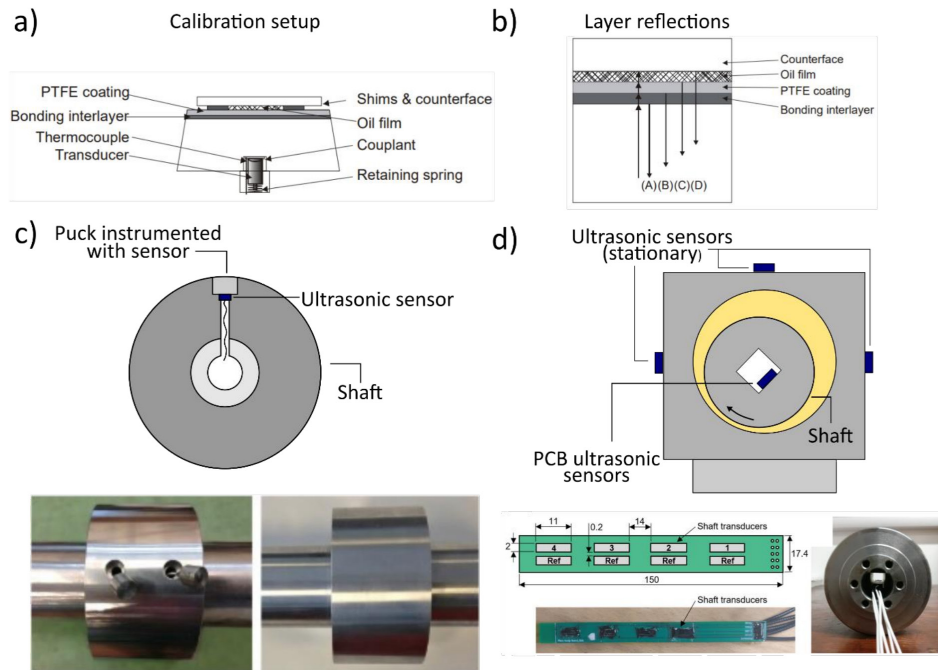 a)
Calibration setup
PTFE coating
Bonding interlayer
Thermocouple
Transducer
Shims & counterface
Oil film
Couplant
Retaining spring
b)
Layer reflections
Counterface
Oil film
PTFE coating
Bonding interlayer
(A) (B) (C) (D)
c)
Puck instrumented
with sensor
Ultrasonic sensor
Shaft
d)
Ultrasonic sensors
(stationary)
Shaft
PCB ultrasonic
sensors
11
0.2
14
Shaft transducers
2
4
3
2
1
Ref
Ref
Ref
Ref
17.4
150
Shaft transducers